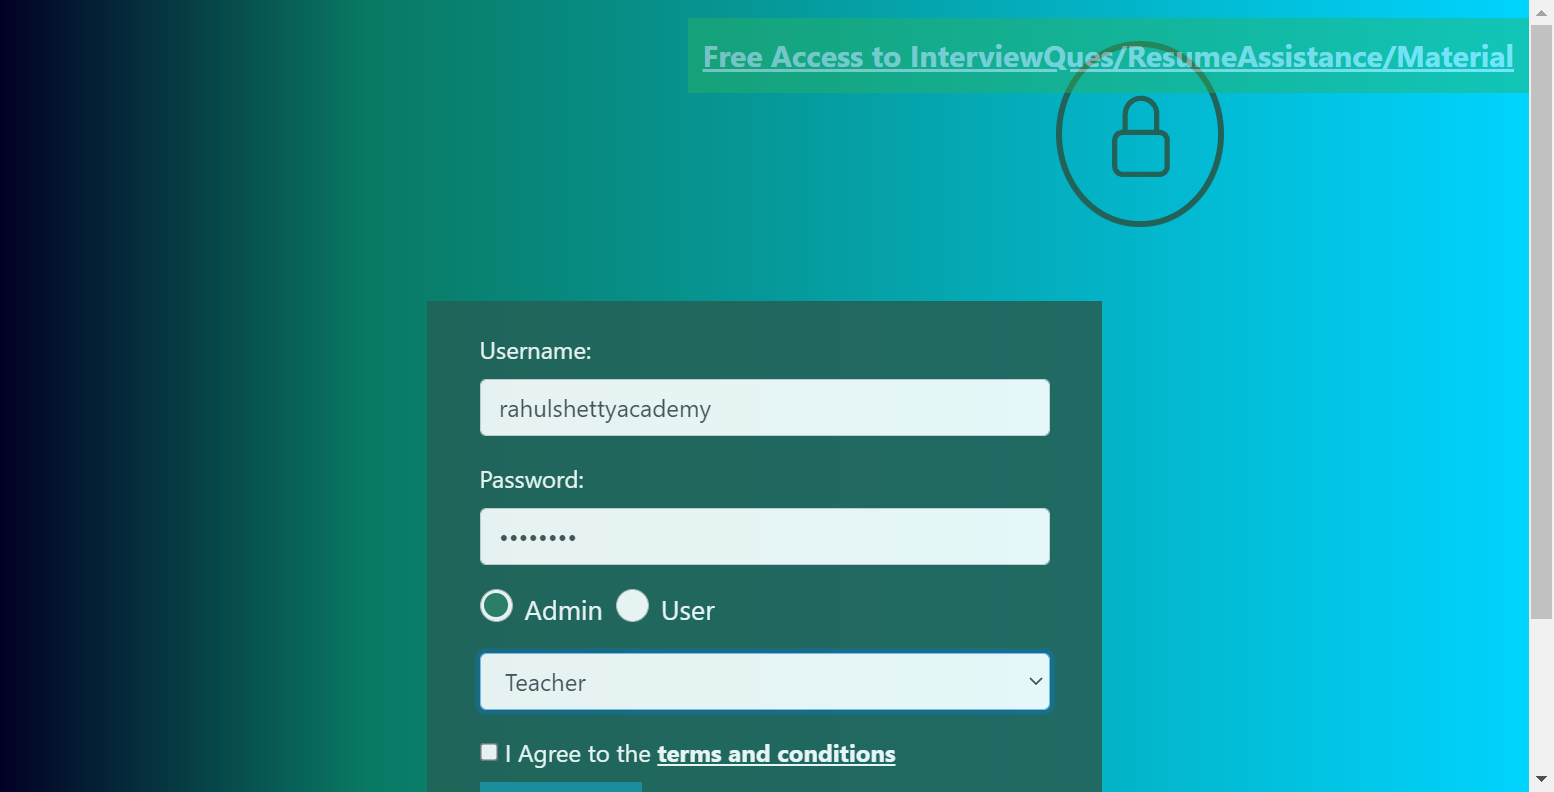 Free Access to InterviewQues/ResumeAssistance/Material
Username:
rahulshettyacademy
Password:
••••••••
Admin User
Teacher
I Agree to the terms and conditions